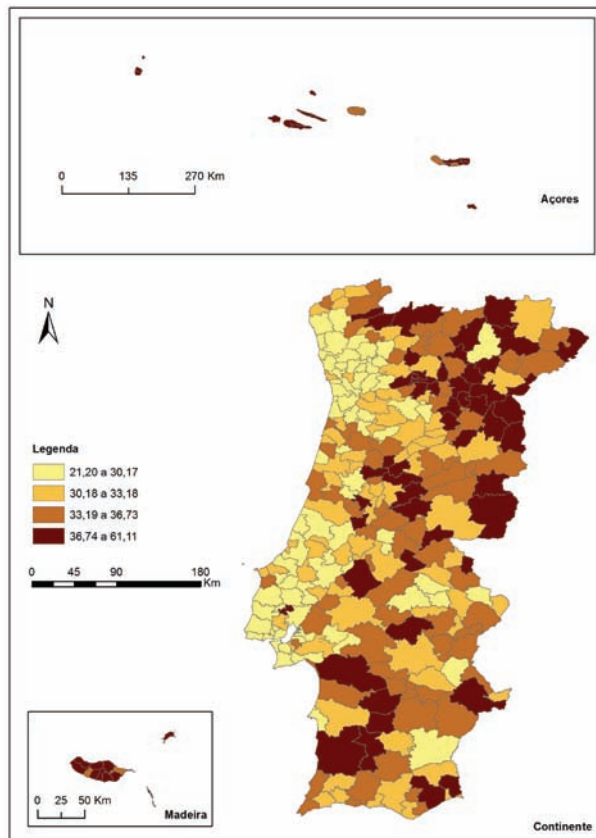 0 135 270 Km
Açores
N
Legenda
21,20 a 30,17
30,18 a 33,18
33,19 a 36,73
36,74 a 61,11
0 45 90 180
Km
0 25 50 Km
Madeira
Continente